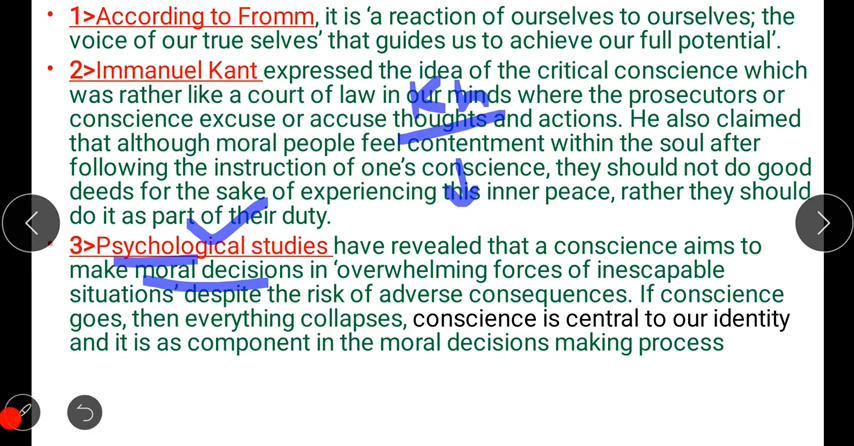 • 1>According to Fromm, it is ‘a reaction of ourselves to ourselves; the
voice of our true selves’ that guides us to achieve our full potential’.
• 2>Immanuel Kant expressed the idea of the critical conscience which
was rather like a court of law in our minds where the prosecutors or
conscience excuse or accuse thoughts and actions. He also claimed
that although moral people feel contentment within the soul after
following the instruction of one’s conscience, they should not do good
deeds for the sake of experiencing this inner peace, rather they should
do it as part of their duty.
• 3>Psychological studies have revealed that a conscience aims to
make moral decisions in ‘overwhelming forces of inescapable
situations’ despite the risk of adverse consequences. If conscience
goes, then everything collapses, conscience is central to our identity
and it is as component in the moral decisions making process